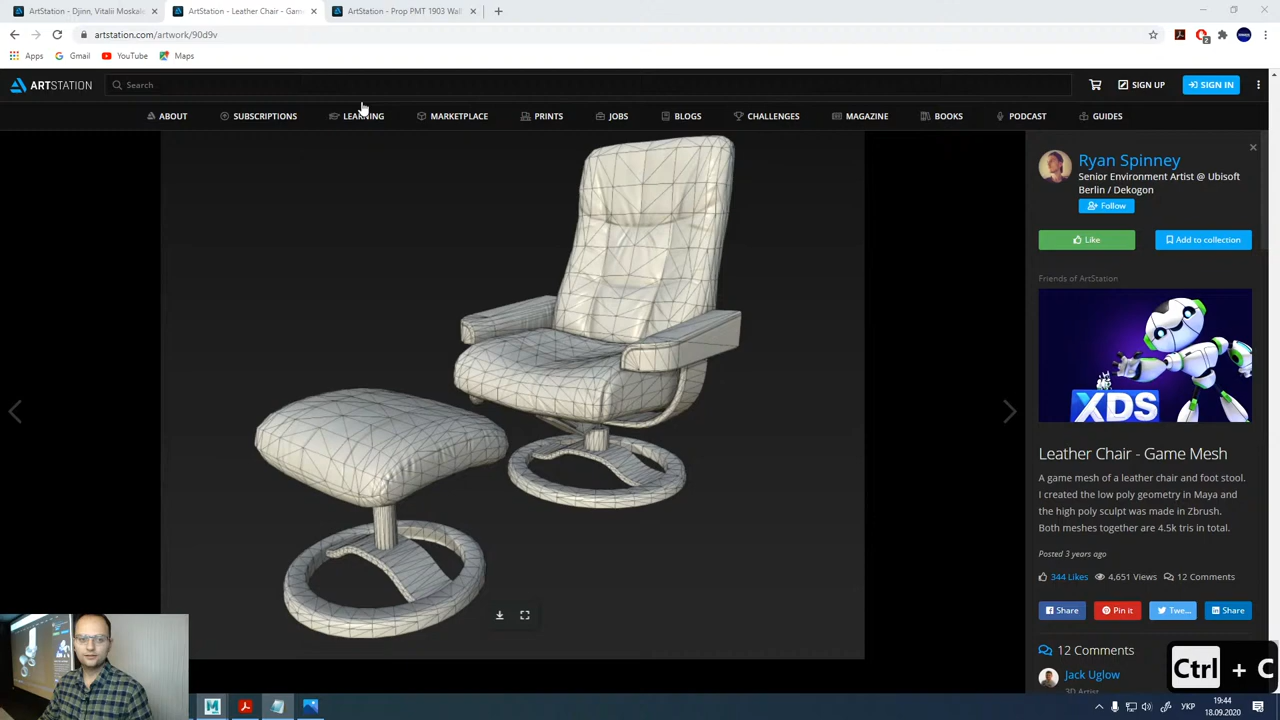 ArtStation - Djinn, Vitalii Moskale
ArtStation - Leather Chair - Gam
ArtStation - Prop PMT 1903 Wall
artstation.com/artwork/90d9v
2
Apps
Gmail
YouTube
Maps
ARTSTATION
Search
SIGN UP
SIGN IN
ABOUT
SUBSCRIPTIONS
LEARNING
MARKETPLACE
PRINTS
JOBS
BLOGS
CHALLENGES
MAGAZINE
BOOKS
PODCAST
GUIDES
Ryan Spinney
Senior Environment Artist @ Ubisoft
Berlin / Dekogon
Follow
Like
Add to collection
Friends of ArtStation
XDS
Leather Chair - Game Mesh
A game mesh of a leather chair and foot stool.
I created the low poly geometry in Maya and
the high poly sculpt was made in Zbrush.
Both meshes together are 4.5k tris in total.
Posted 3 years ago
344 Likes
4,651 Views
12 Comments
Share
Pin it
Twe...
Share
12 Comments
Jack Uglow
3D Artist
Ctrl + C
УКР
19:44
18.09.2020